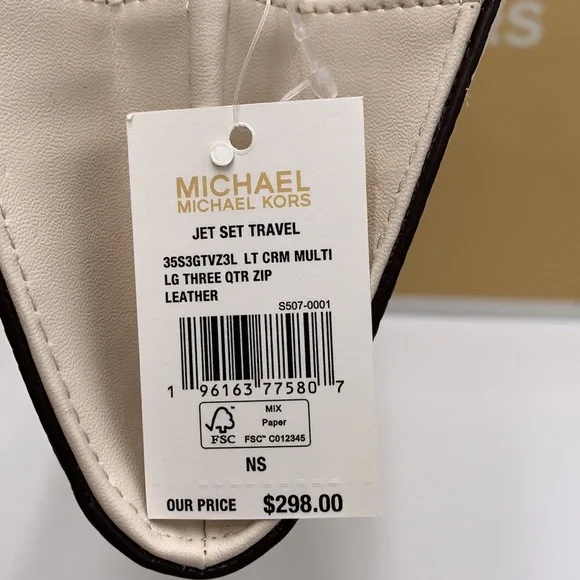 MICHAEL
MICHAEL KORS
JET SET TRAVEL
35S3GTVZ3L LT CRM MULTI
LG THREE QTR ZIP
LEATHER
S507-0001
1 96163 77580 7
FSC
MIX
Paper
FSC™ C012345
NS
OUR PRICE $298.00